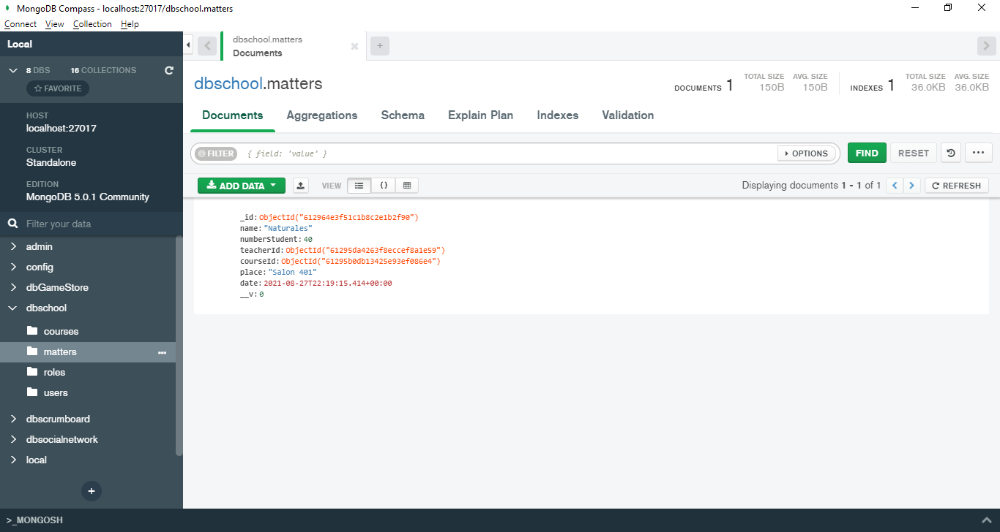 MongoDB Compass - localhost:27017/dbschool.matters
Connect View Collection Help
Local
8 DBS 16 COLLECTIONS
FAVORITE
HOST
localhost:27017
CLUSTER
Standalone
EDITION
MongoDB 5.0.1 Community
Filter your data
admin
config
dbGameStore
dbschool
courses
matters
roles
users
dbscrumboard
dbsocialnetwork
local
+
dbschool.matters
Documents
+
dbschool.matters
DOCUMENTS 1 TOTAL SIZE 150B AVG. SIZE 150B INDEXES 1 TOTAL SIZE 36.0KB AVG. SIZE 36.0KB
Documents Aggregations Schema Explain Plan Indexes Validation
FILTER { field: 'value' } OPTIONS FIND RESET ...
ADD DATA VIEW {} Displaying documents 1 - 1 of 1 < > REFRESH
_id: ObjectId("612964e3f51c1b8c2e1b2f90")
name: "Naturales"
numberStudent: 40
teacherId: ObjectId("61295da4263f8eccef8a1e59")
courseId: ObjectId("61295b0db13425e93ef086e4")
place: "Salon 401"
date: 2021-08-27T22:19:15.414+00:00
__v: 0
>_MONGOSH